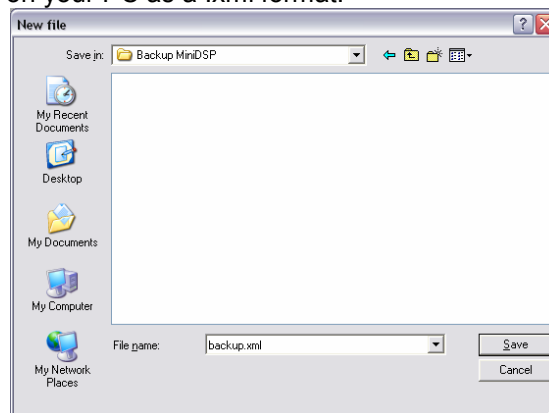 on your PC as a .xml format.
New file
Save in: Backup MiniDSP
My Recent
Documents
Desktop
My Documents
My Computer
My Network
Places
File name: backup.xml
Save
Cancel